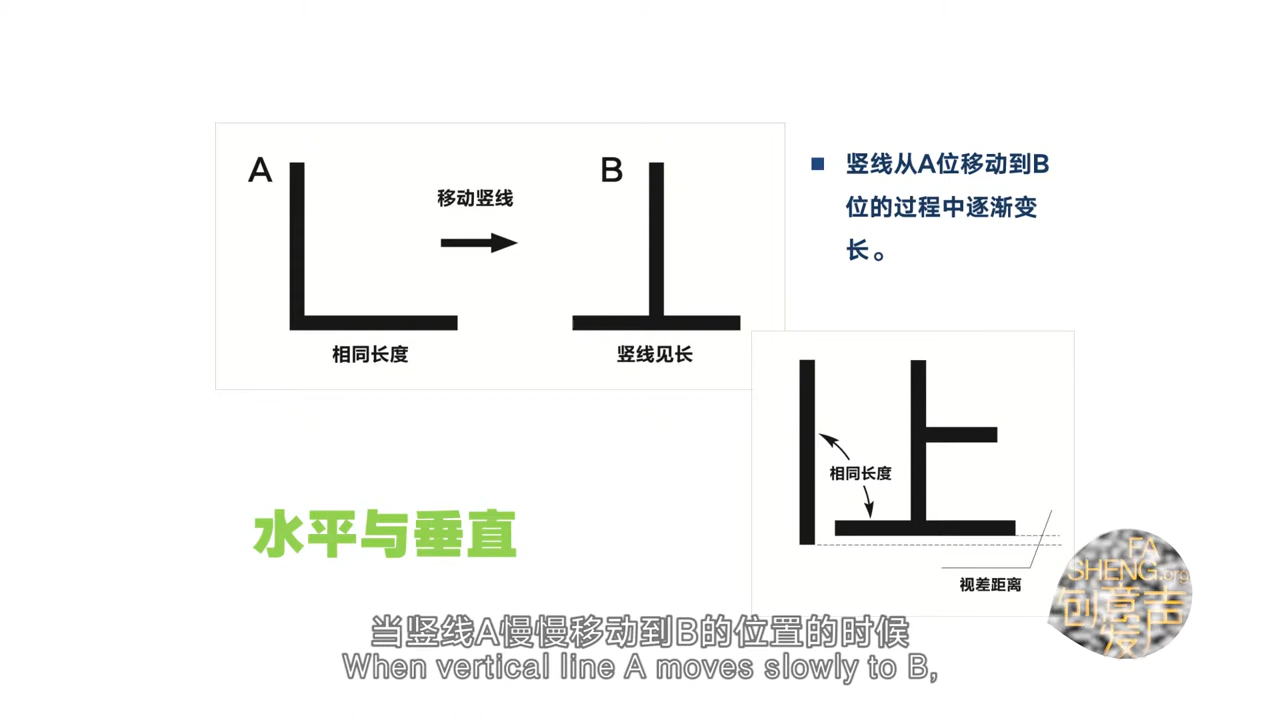 A
B
移动竖线
相同长度
竖线见长
竖线从A位移动到B
位的过程中逐渐变
长。
相同长度
视差距离
水平与垂直
FA
SHENG.org
创意声
发
当竖线A慢慢移动到B的位置的时候
When vertical line A moves slowly to B,